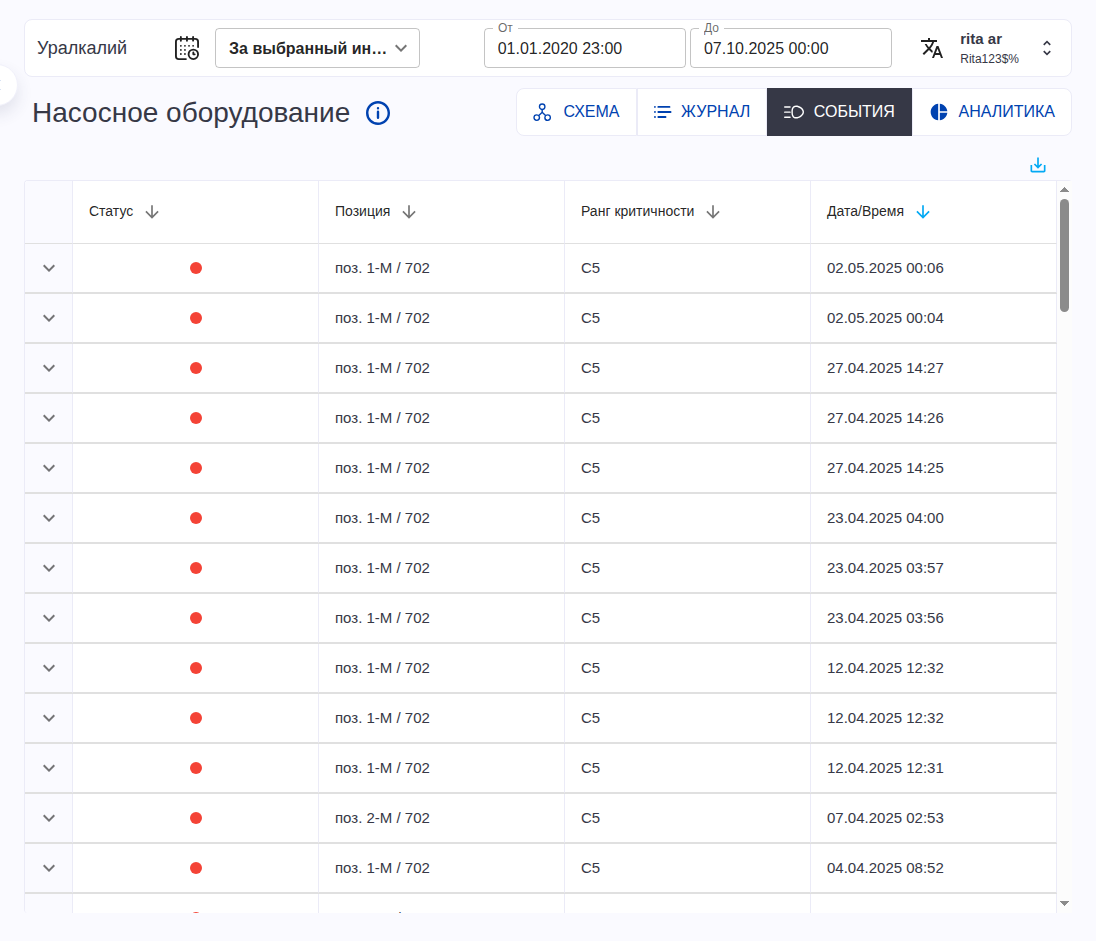 Уралкалий
За выбранный ин…
От
01.01.2020 23:00
До
07.10.2025 00:00
rita ar
Rita123$%
Насосное оборудование
СХЕМА
ЖУРНАЛ
СОБЫТИЯ
АНАЛИТИКА
Статус Позиция Ранг критичности Дата/Время
поз. 1-М / 702 C5 02.05.2025 00:06
поз. 1-М / 702 C5 02.05.2025 00:04
поз. 1-М / 702 C5 27.04.2025 14:27
поз. 1-М / 702 C5 27.04.2025 14:26
поз. 1-М / 702 C5 27.04.2025 14:25
поз. 1-М / 702 C5 23.04.2025 04:00
поз. 1-М / 702 C5 23.04.2025 03:57
поз. 1-М / 702 C5 23.04.2025 03:56
поз. 1-М / 702 C5 12.04.2025 12:32
поз. 1-М / 702 C5 12.04.2025 12:32
поз. 1-М / 702 C5 12.04.2025 12:31
поз. 2-М / 702 C5 07.04.2025 02:53
поз. 1-М / 702 C5 04.04.2025 08:52